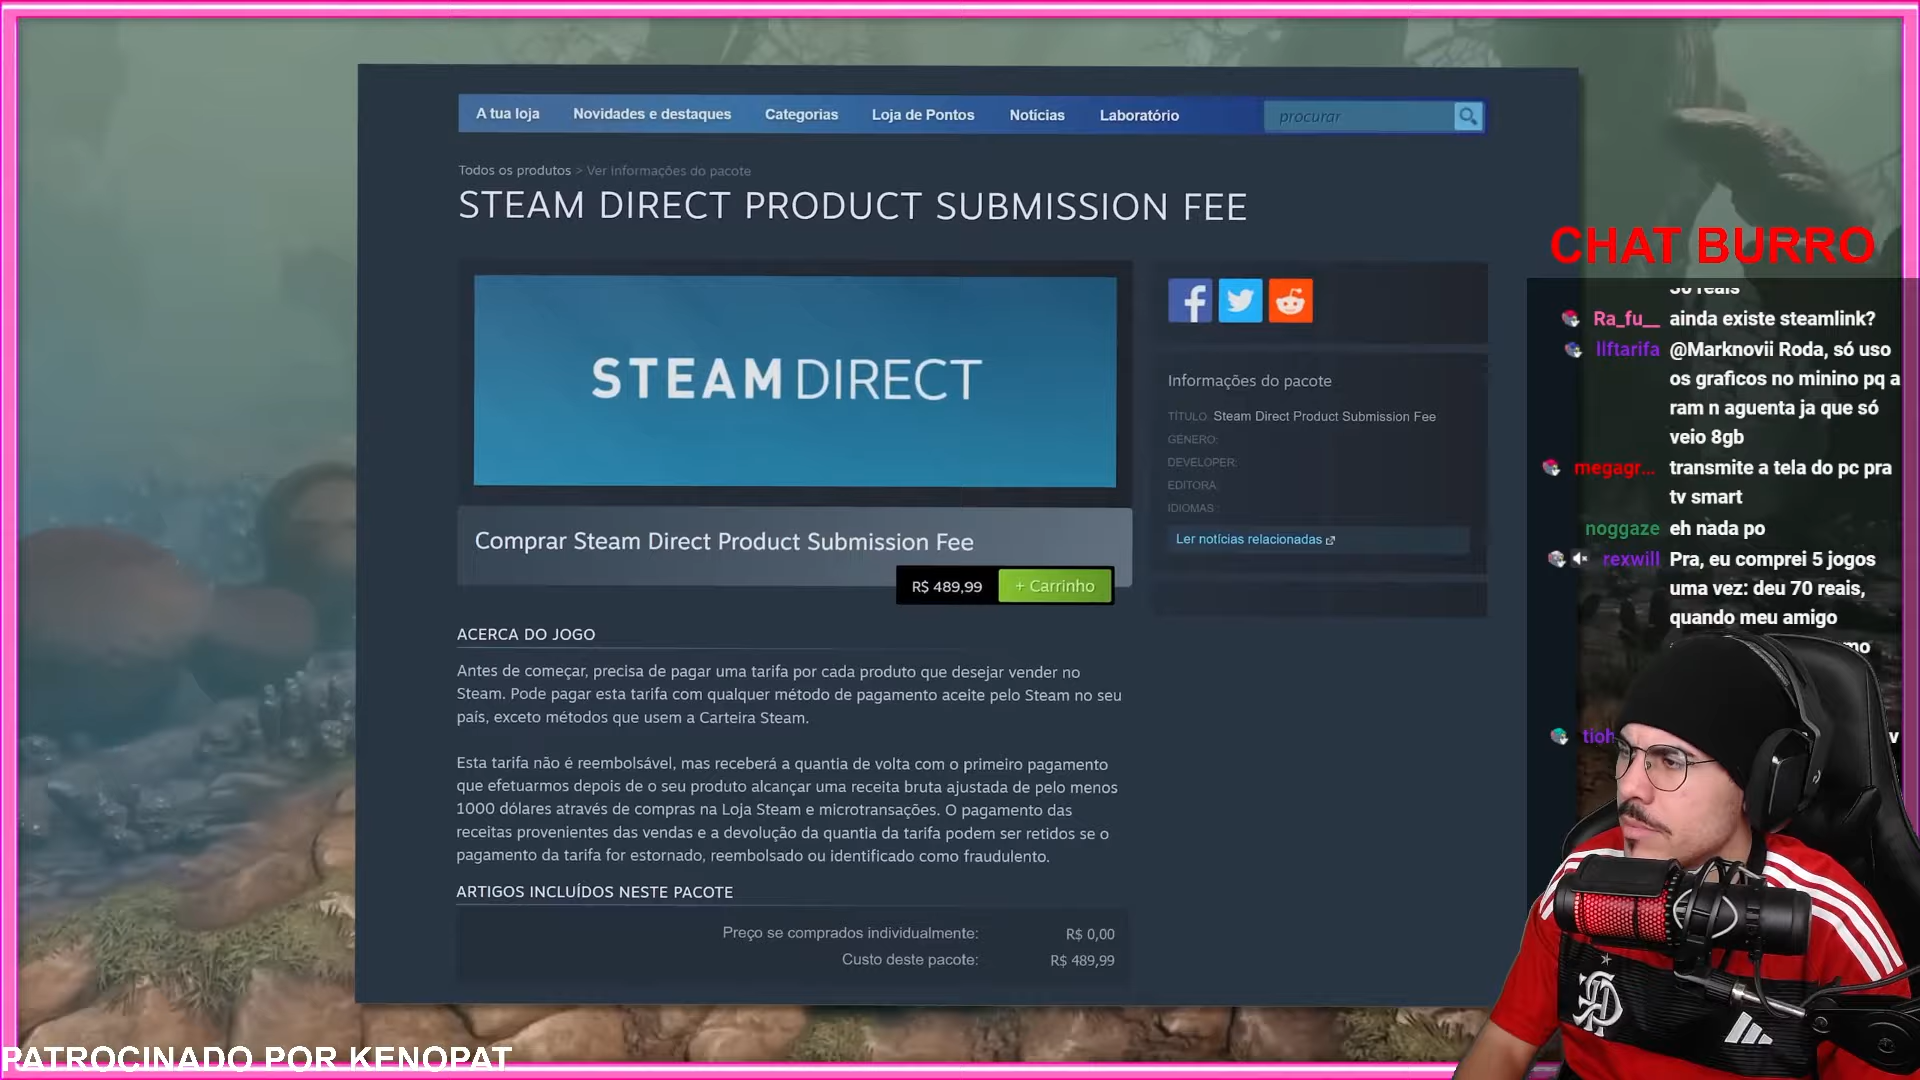 A tua loja
Novidades e destaques
Categorias
Loja de Pontos
Notícias
Laboratório
procurar
Todos os produtos > Ver informações do pacote
STEAM DIRECT PRODUCT SUBMISSION FEE
STEAM DIRECT
Comprar Steam Direct Product Submission Fee
R$ 489,99
+ Carrinho
ACERCA DO JOGO
Antes de começar, precisa de pagar uma tarifa por cada produto que desejar vender no
Steam. Pode pagar esta tarifa com qualquer método de pagamento aceite pelo Steam no seu
país, exceto métodos que usem a Carteira Steam.
Esta tarifa não é reembolsável, mas receberá a quantia de volta com o primeiro pagamento
que efetuarmos depois de o seu produto alcançar uma receita bruta ajustada de pelo menos
1000 dólares através de compras na Loja Steam e microtransações. O pagamento das
receitas provenientes das vendas e a devolução da quantia da tarifa podem ser retidos se o
pagamento da tarifa for estornado, reembolsado ou identificado como fraudulento.
ARTIGOS INCLUÍDOS NESTE PACOTE
Preço se comprados individualmente: R$ 0,00
Custo deste pacote: R$ 489,99
Informações do pacote
TÍTULO: Steam Direct Product Submission Fee
GÉNERO:
DEVELOPER:
EDITORA:
IDIOMAS:
Ler notícias relacionadas
CHAT BURRO
30 reais
Ra_fu__ ainda existe steamlink?
llftarifa @Marknovii Roda, só uso
os graficos no minino pq a
ram n aguenta ja que só
veio 8gb
megagr... transmite a tela do pc pra
tv smart
noggaze eh nada po
rexwill Pra, eu comprei 5 jogos
uma vez: deu 70 reais,
quando meu amigo
PATROCINADO POR KENOPAT